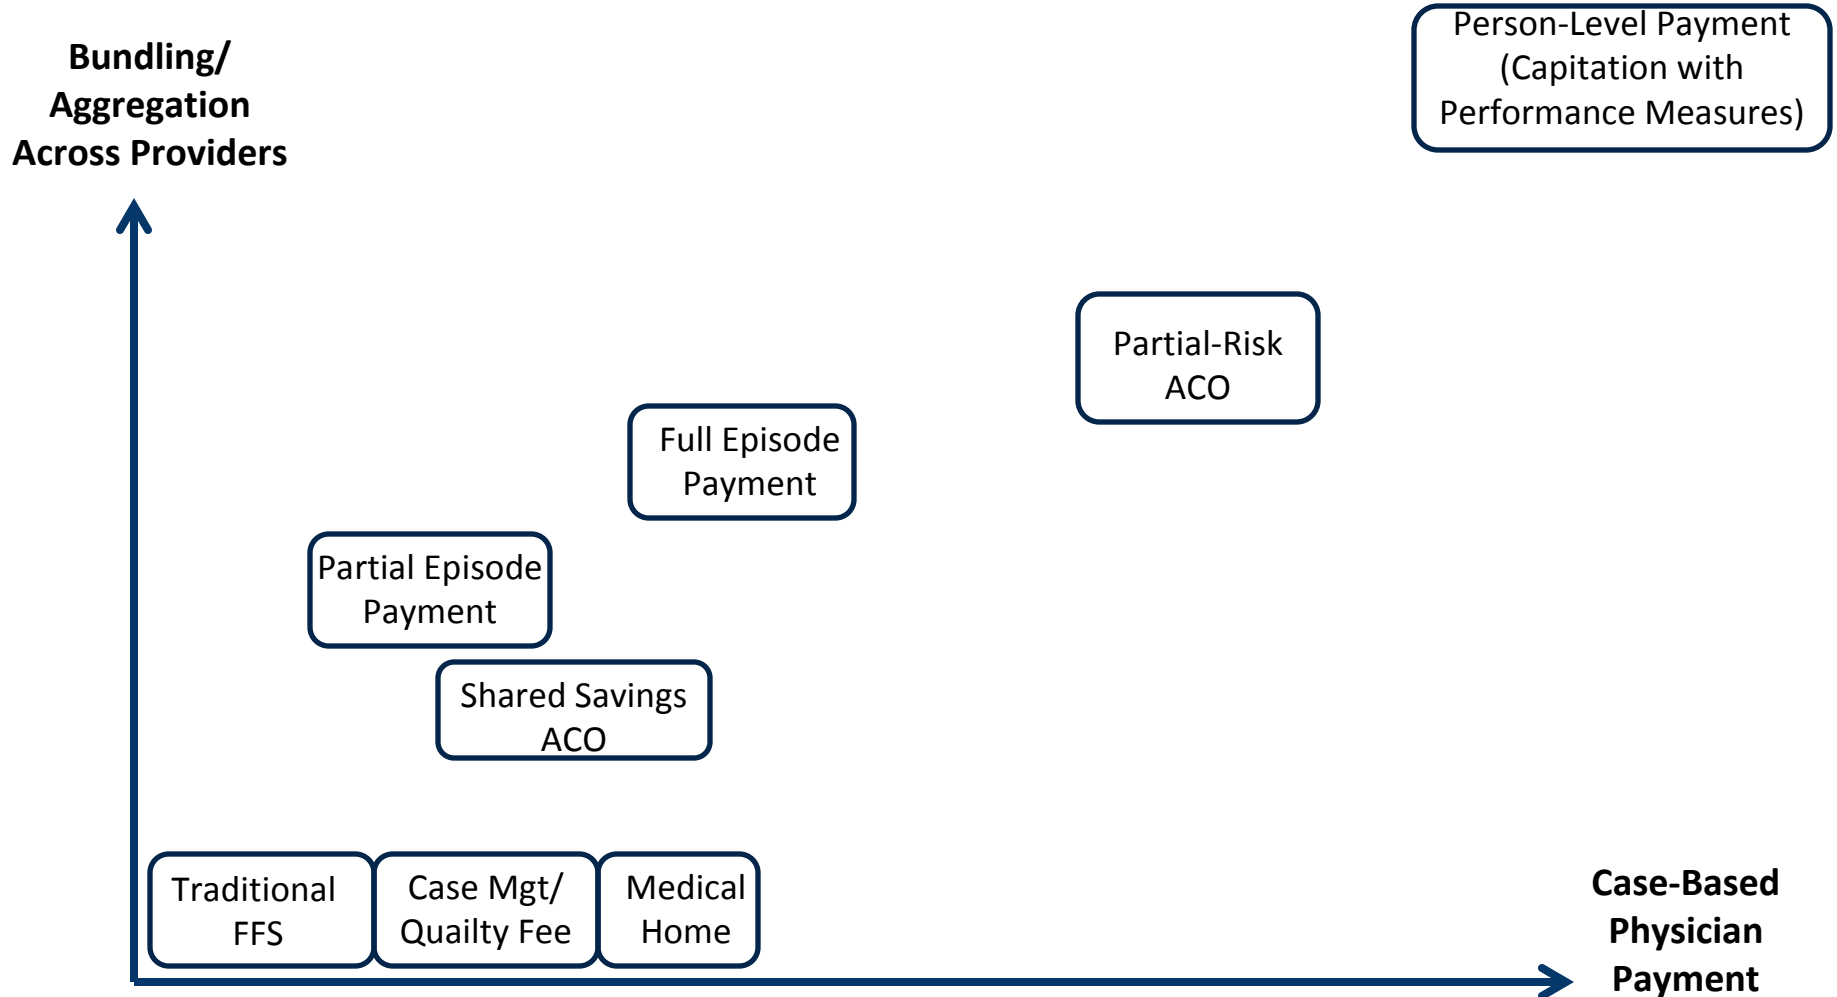 Bundling/
Aggregation
Across Providers
Person-Level Payment
(Capitation with
Performance Measures)
Partial-Risk
ACO
Full Episode
Payment
Partial Episode
Payment
Shared Savings
ACO
Traditional
FFS
Case Mgt/
Quailty Fee
Medical
Home
Case-Based
Physician
Payment